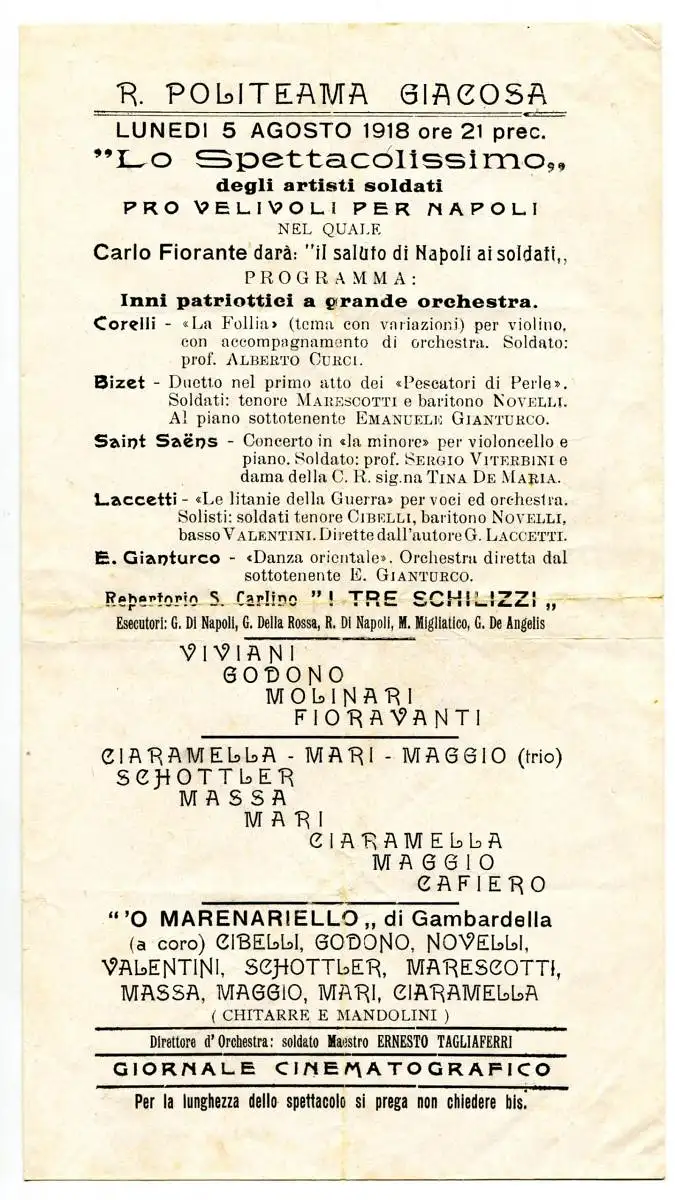 R. POLITEAMA GIACOSA
LUNEDI 5 AGOSTO 1918 ore 21 prec.
"Lo Spettacolissimo„
degli artisti soldati
PRO VELIVOLI PER NAPOLI
NEL QUALE
Carlo Fiorante darà: "il saluto di Napoli ai soldati„
PROGRAMMA:
Inni patriottici a grande orchestra.
Corelli - «La Follia» (tema con variazioni) per violino,
con accompagnamento di orchestra. Soldato:
prof. ALBERTO CURCI.
Bizet - Duetto nel primo atto dei «Pescatori di Perle».
Soldati: tenore MARESCOTTI e baritono NOVELLI.
Al piano sottotenente EMANUELE GIANTURCO.
Saint Saëns - Concerto in «la minore» per violoncello e
piano. Soldato: prof. SERGIO VITERBINI e
dama della C. R. sig.na TINA DE MARIA.
Laccetti - «Le litanie della Guerra» per voci ed orchestra.
Solisti: soldati tenore CIBELLI, baritono NOVELLI,
basso VALENTINI. Dirette dall'autore G. LACCETTI.
E. Gianturco - «Danza orientale». Orchestra diretta dal
sottotenente E. GIANTURCO.
Repertorio S. Carlino "I TRE SCHILIZZI„
Esecutori: G. Di Napoli, G. Della Rossa, R. Di Napoli, M. Migliatico, G. De Angelis
VIVIANI
GODONO
MOLINARI
FIORAVANTI
CIARAMELLA - MARI - MAGGIO (trio)
SCHOTTLER
MASSA
MARI
CIARAMELLA
MAGGIO
CAFIERO
"'O MARENARIELLO„ di Gambardella
(a coro) CIBELLI, GODONO, NOVELLI,
VALENTINI, SCHOTTLER, MARESCOTTI,
MASSA, MAGGIO, MARI, CIARAMELLA
( CHITARRE E MANDOLINI )
Direttore d'Orchestra: soldato Maestro ERNESTO TAGLIAFERRI
GIORNALE CINEMATOGRAFICO
Per la lunghezza dello spettacolo si prega non chiedere bis.